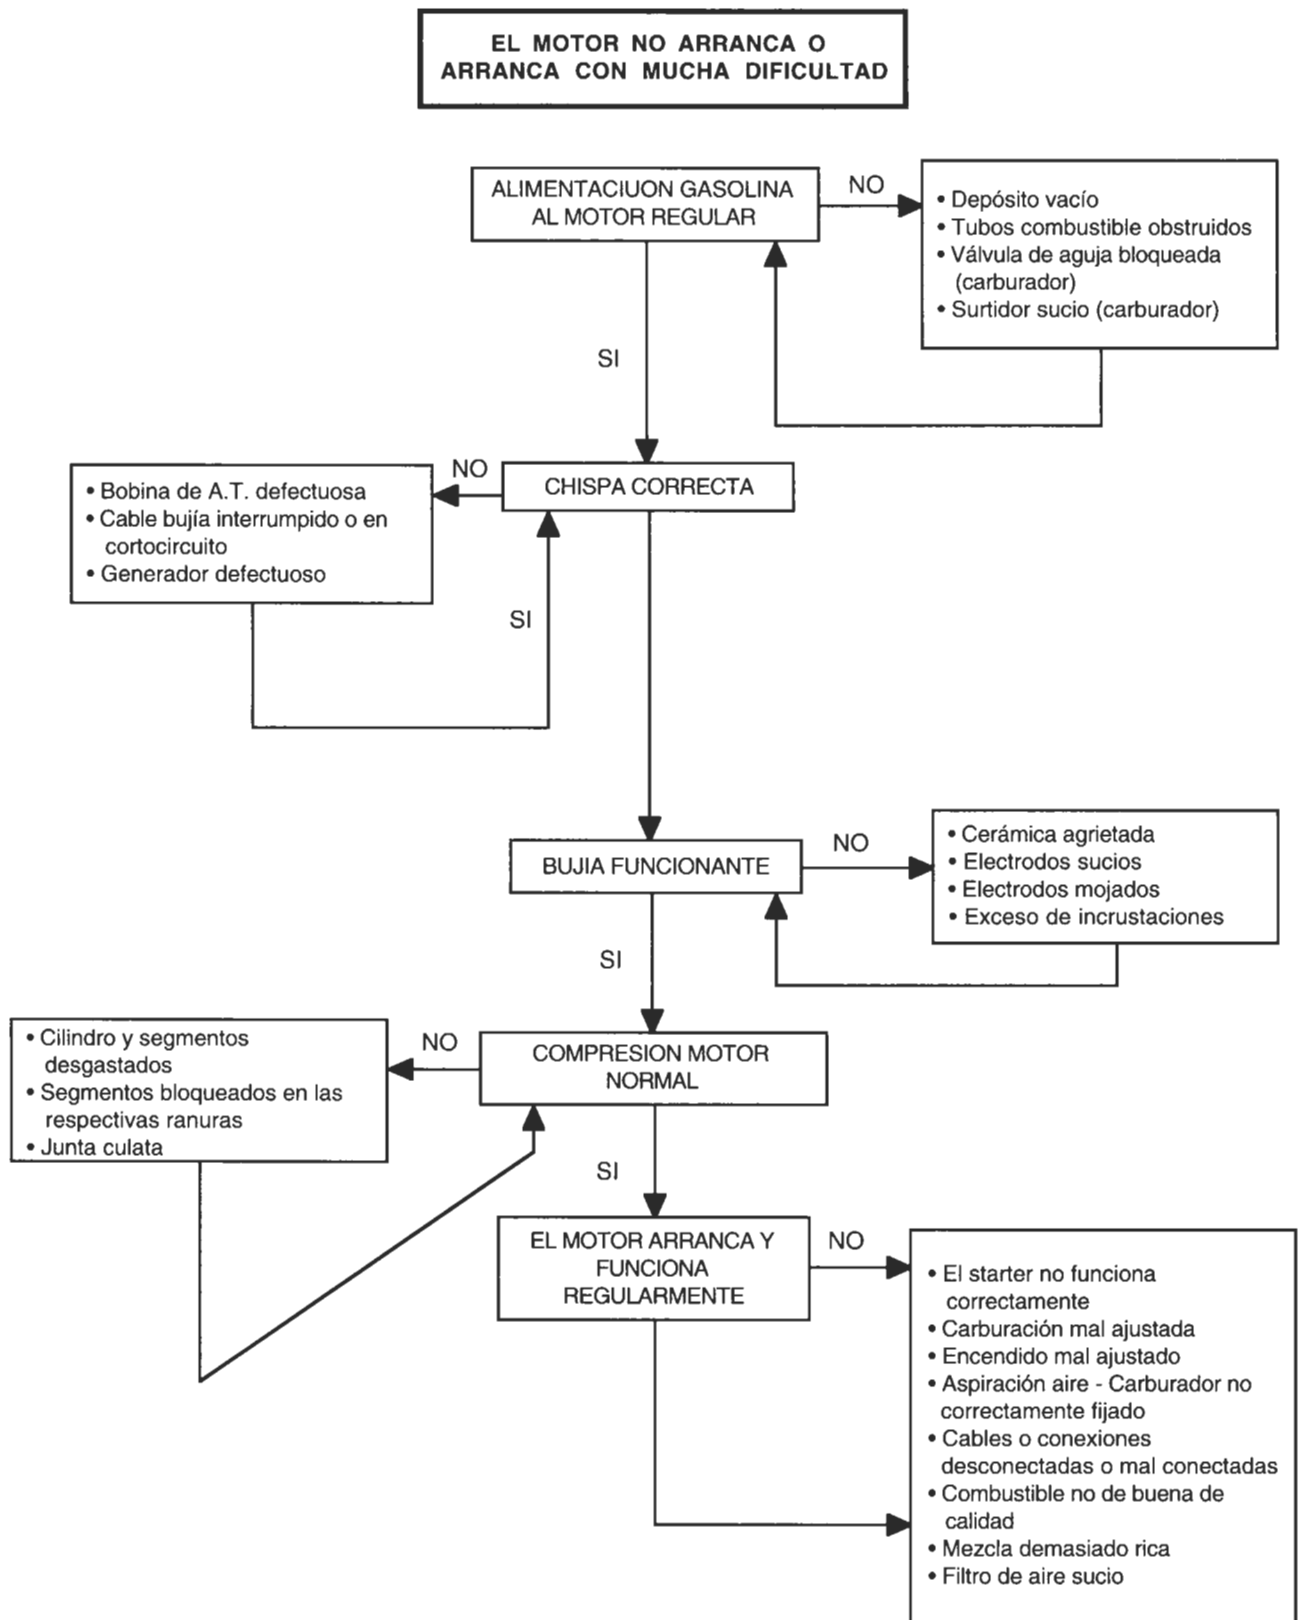 EL MOTOR NO ARRANCA O
ARRANCA CON MUCHA DIFICULTAD
ALIMENTACIUON GASOLINA
AL MOTOR REGULAR
NO
• Depósito vacío
• Tubos combustible obstruidos
• Válvula de aguja bloqueada
(carburador)
• Surtidor sucio (carburador)
SI
CHISPA CORRECTA
NO
• Bobina de A.T. defectuosa
• Cable bujía interrumpido o en
cortocircuito
• Generador defectuoso
SI
BUJIA FUNCIONANTE
NO
• Cerámica agrietada
• Electrodos sucios
• Electrodos mojados
• Exceso de incrustaciones
SI
COMPRESION MOTOR
NORMAL
NO
• Cilindro y segmentos
desgastados
• Segmentos bloqueados en las
respectivas ranuras
• Junta culata
SI
EL MOTOR ARRANCA Y
FUNCIONA
REGULARMENTE
NO
• El starter no funciona
correctamente
• Carburación mal ajustada
• Encendido mal ajustado
• Aspiración aire - Carburador no
correctamente fijado
• Cables o conexiones
desconectadas o mal conectadas
• Combustible no de buena de
calidad
• Mezcla demasiado rica
• Filtro de aire sucio